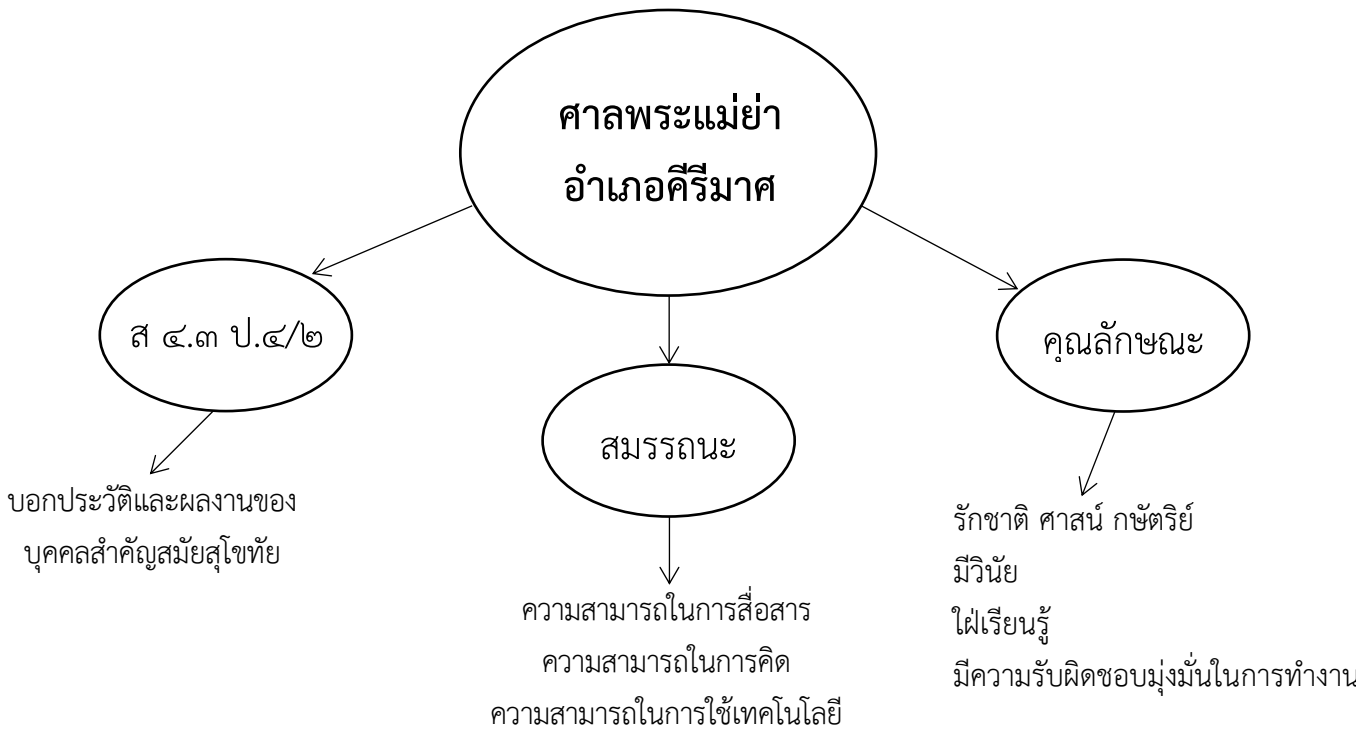 ศาลพระแม่ย่า
อำเภอคีรีมาศ
ส ๔.๓ ป.๔/๒
บอกประวัติและผลงานของ
บุคคลสำคัญสมัยสุโขทัย
สมรรถนะ
ความสามารถในการสื่อสาร
ความสามารถในการคิด
ความสามารถในการใช้เทคโนโลยี
คุณลักษณะ
รักชาติ ศาสน์ กษัตริย์
มีวินัย
ใฝ่เรียนรู้
มีความรับผิดชอบมุ่งมั่นในการทำงาน